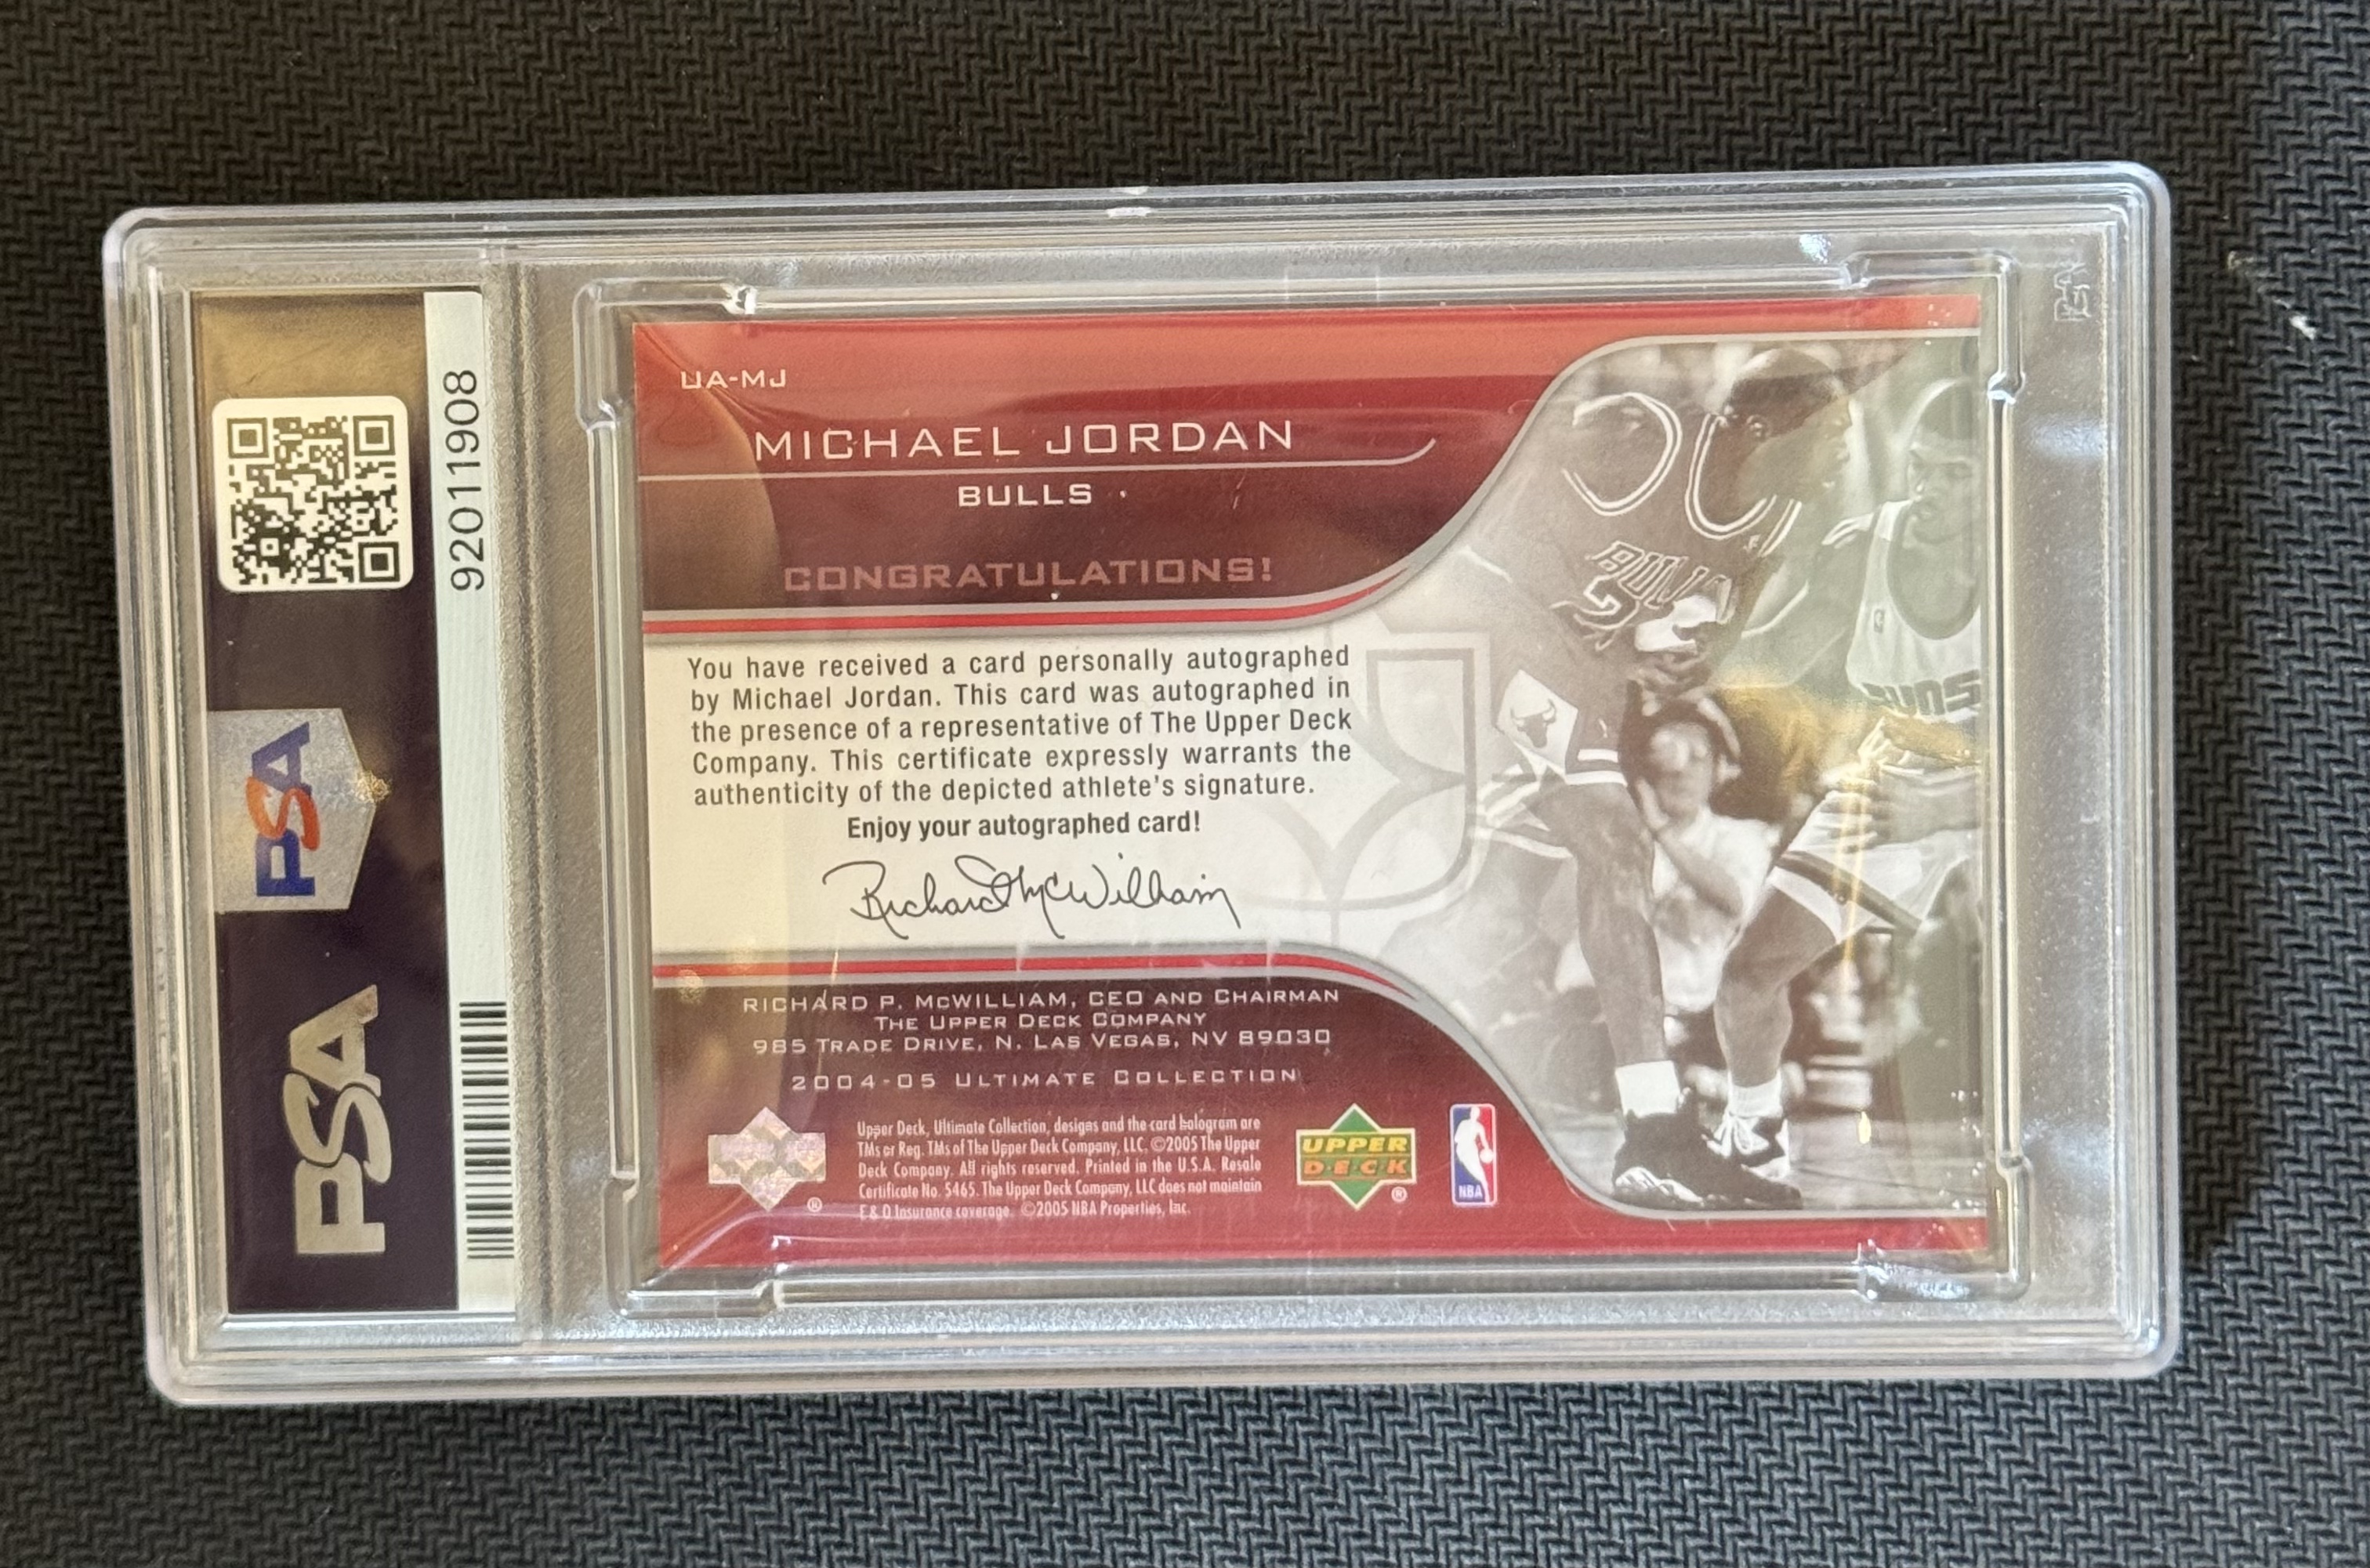 92011908
PSA
PSA
UA-MJ
MICHAEL JORDAN
BULLS
CONGRATULATIONS!
You have received a card personally autographed
by Michael Jordan. This card was autographed in
the presence of a representative of The Upper Deck
Company. This certificate expressly warrants the
authenticity of the depicted athlete's signature.
Enjoy your autographed card!
Richard McWilliam
RICHARD P. McWILLIAM, CEO AND CHAIRMAN
THE UPPER DECK COMPANY
985 TRADE DRIVE, N. LAS VEGAS, NV 89030
2004-05 ULTIMATE COLLECTION
Upper Deck, Ultimate Collection, designs and the card hologram are
TMs or Reg. TMs of The Upper Deck Company, LLC. ©2005 The Upper
Deck Company. All rights reserved. Printed in the U.S.A. Resale
Certificate No. 5465. The Upper Deck Company, LLC does not maintain
E & O Insurance coverage. ©2005 NBA Properties, Inc.
®
UPPER
DECK
®
NBA
BULLS
2
SUNS